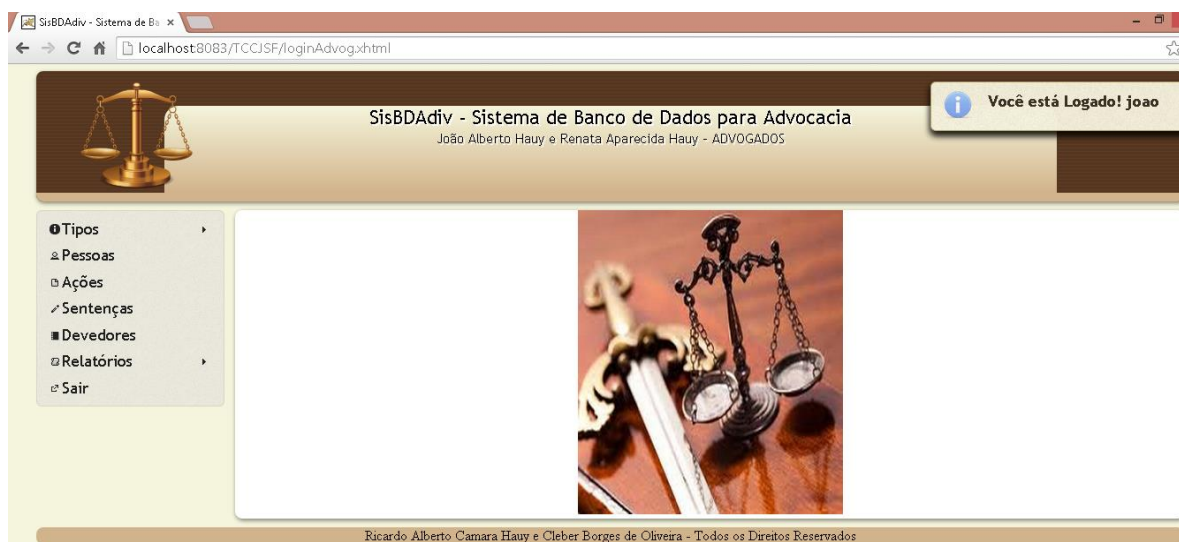 SisBDAdiv - Sistema de Ba
localhost:8083/TCCJSF/loginAdvog.xhtml
SisBDAdiv - Sistema de Banco de Dados para Advocacia
João Alberto Hauy e Renata Aparecida Hauy - ADVOGADOS
Você está Logado! joao
Tipos
Pessoas
Ações
Sentenças
Devedores
Relatórios
Sair
Ricardo Alberto Camara Hauy e Cleber Borges de Oliveira - Todos os Direitos Reservados